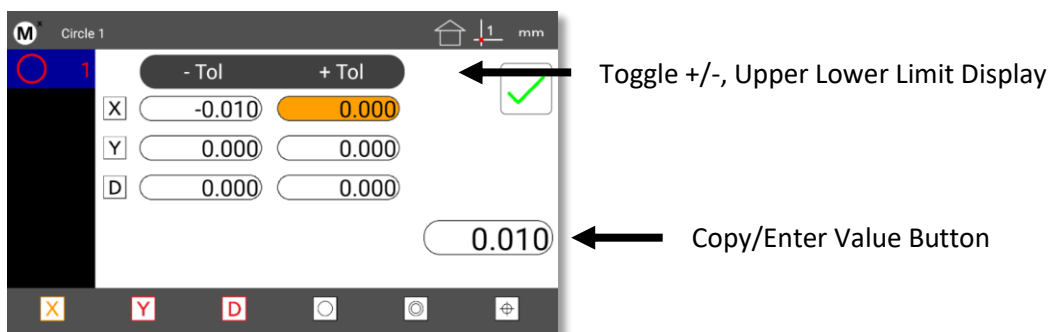 M x Circle 1 1 mm
1 - Tol + Tol
Toggle +/-, Upper Lower Limit Display
X -0.010 0.000
Y 0.000 0.000
D 0.000 0.000
0.010 Copy/Enter Value Button
X Y D